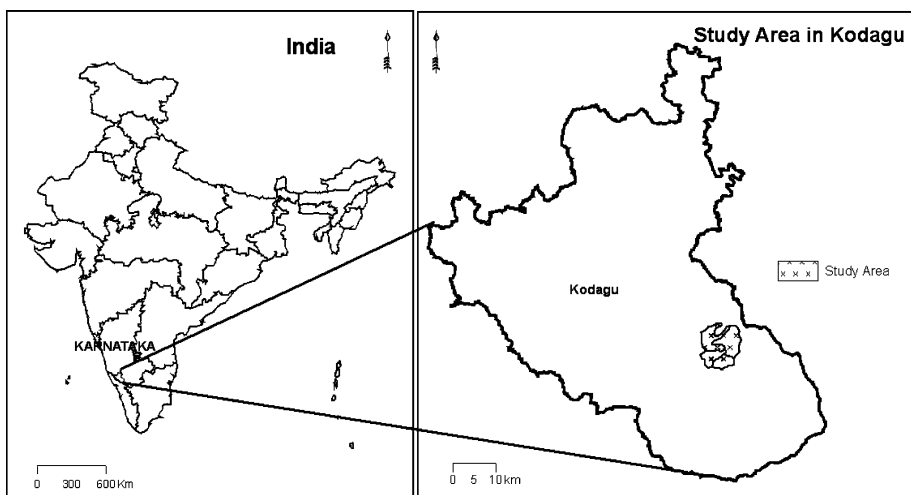 India
KARNATAKA
0 300 600 Km
Study Area in Kodagu
Kodagu
Study Area
0 5 10 km